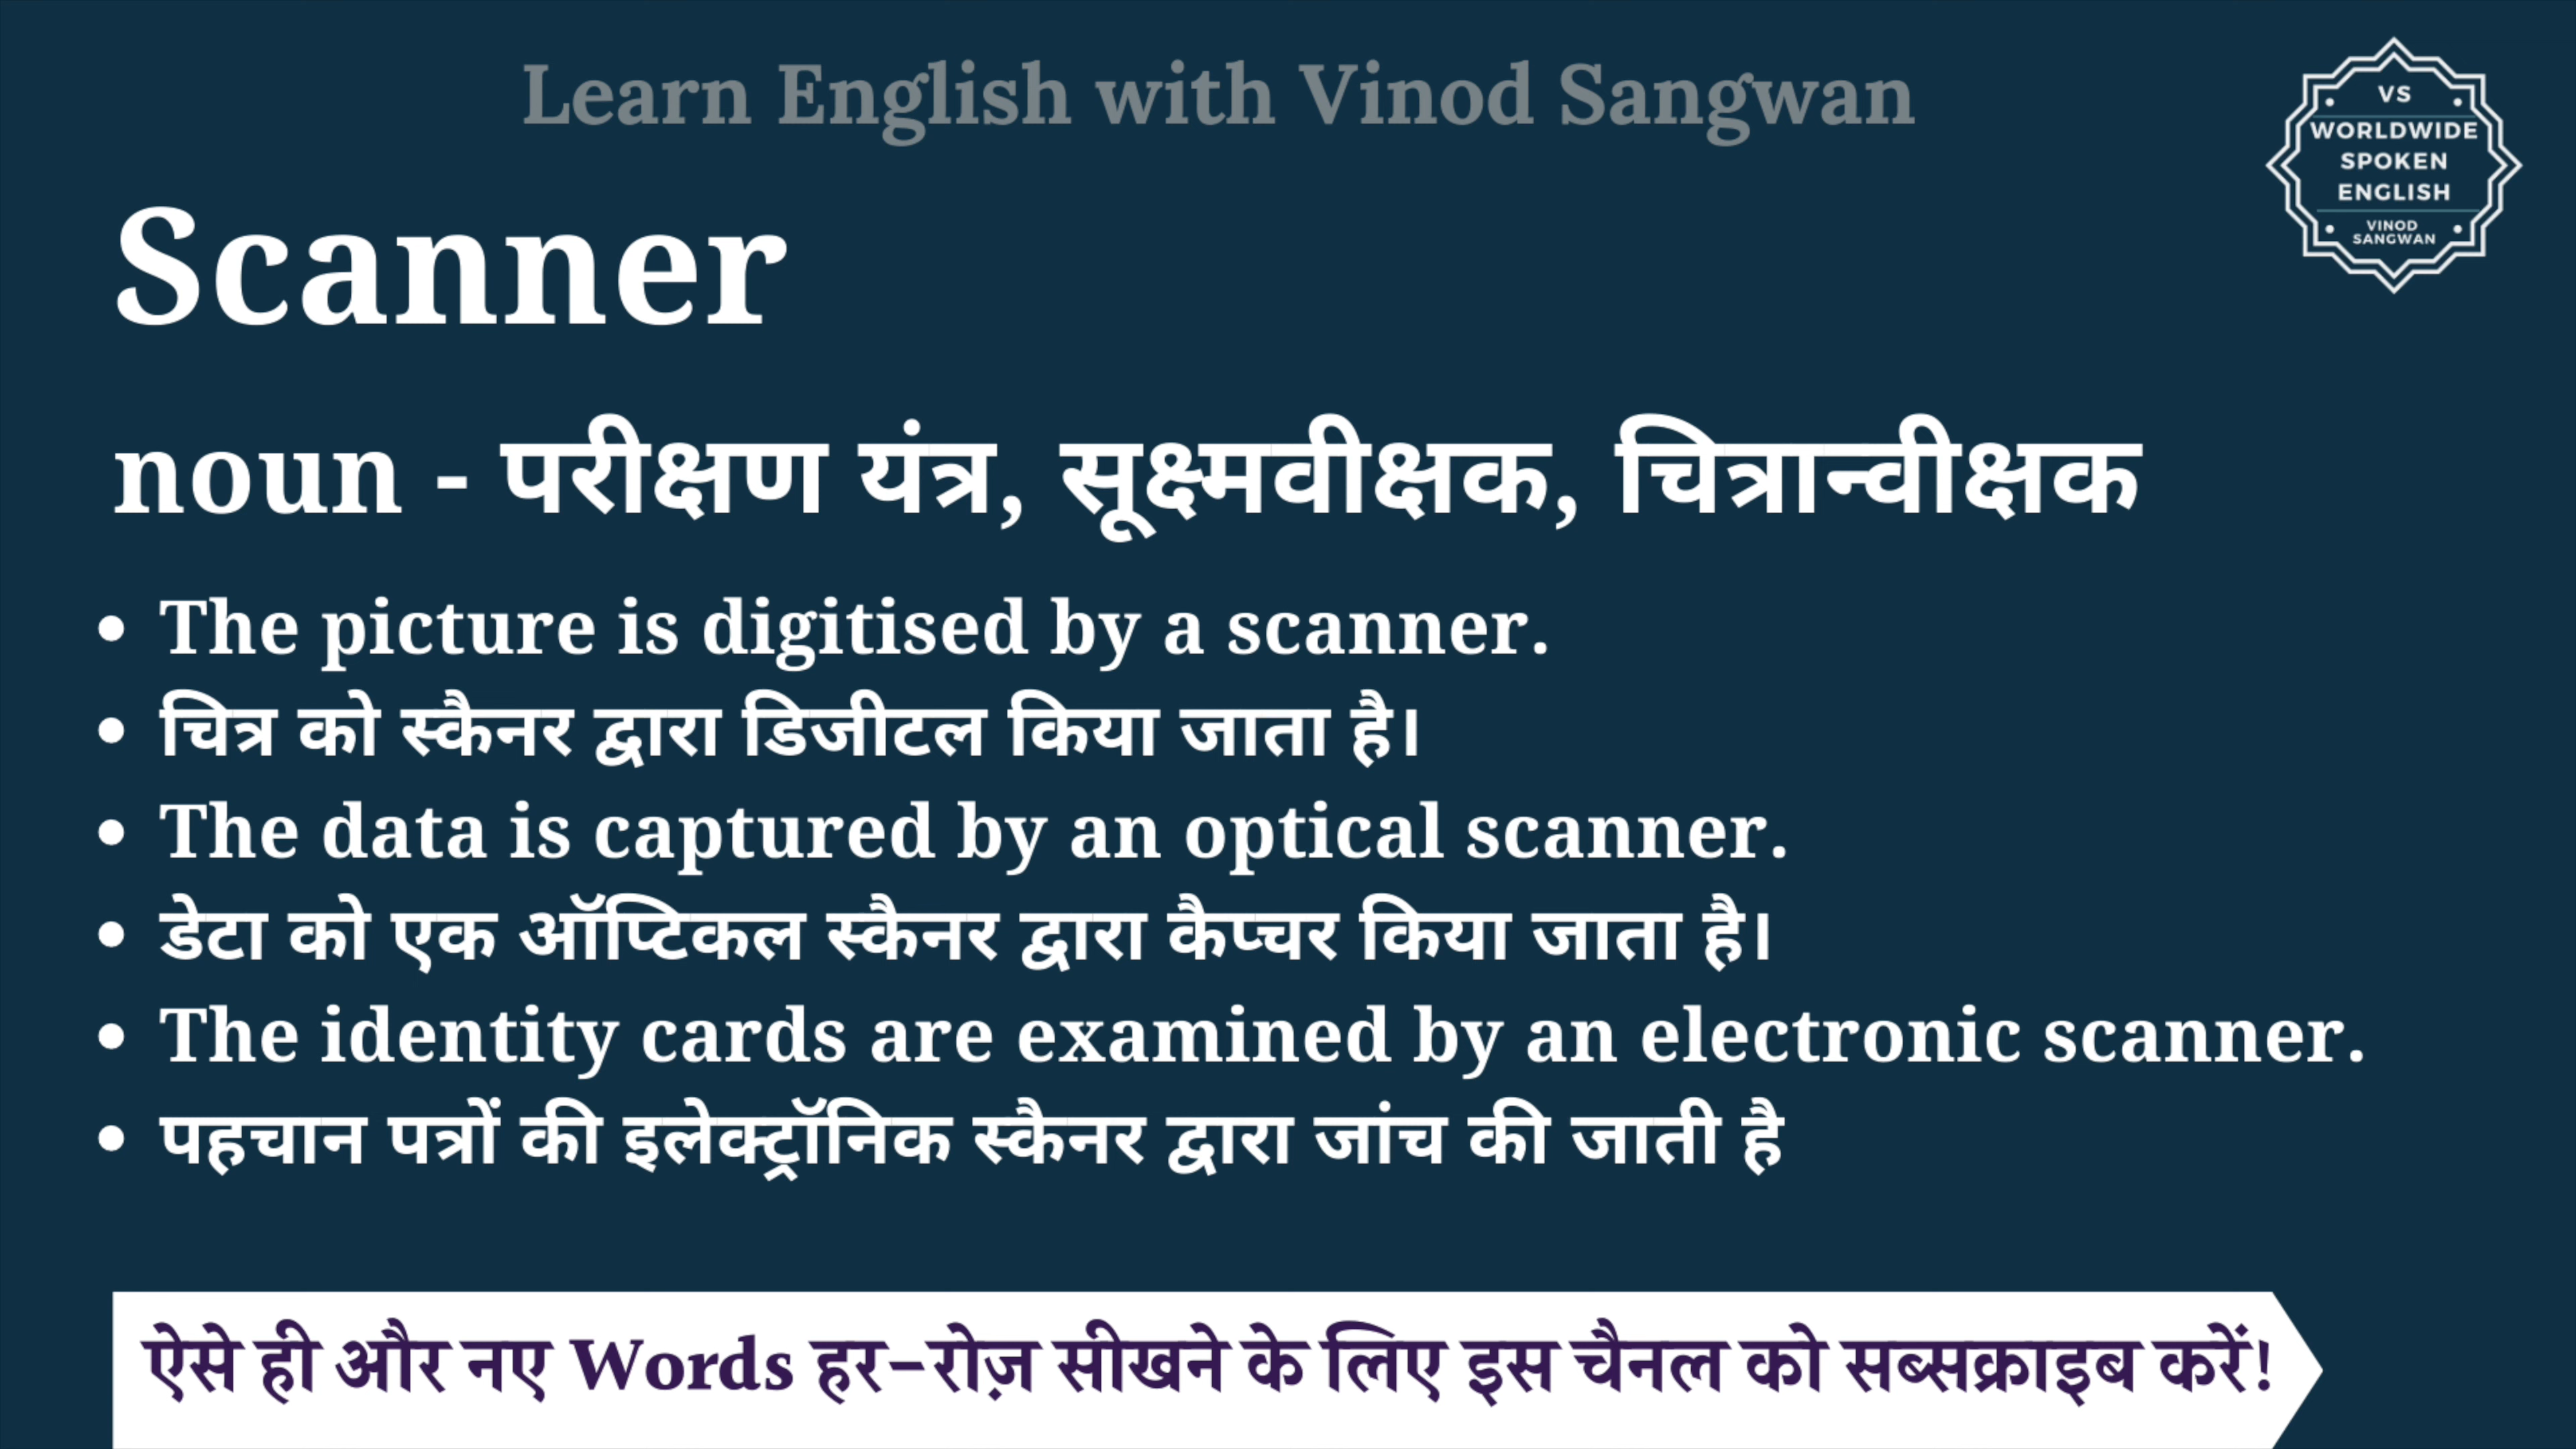 Learn English with Vinod Sangwan
VS
WORLDWIDE
SPOKEN
ENGLISH
VINOD
SANGWAN
Scanner
noun - परीक्षण यंत्र, सूक्ष्मवीक्षक, चित्रान्वीक्षक
• The picture is digitised by a scanner.
• चित्र को स्कैनर द्वारा डिजीटल किया जाता है।
• The data is captured by an optical scanner.
• डेटा को एक ऑप्टिकल स्कैनर द्वारा कैप्चर किया जाता है।
• The identity cards are examined by an electronic scanner.
• पहचान पत्रों की इलेक्ट्रॉनिक स्कैनर द्वारा जांच की जाती है
ऐसे ही और नए Words हर-रोज़ सीखने के लिए इस चैनल को सब्सक्राइब करें!